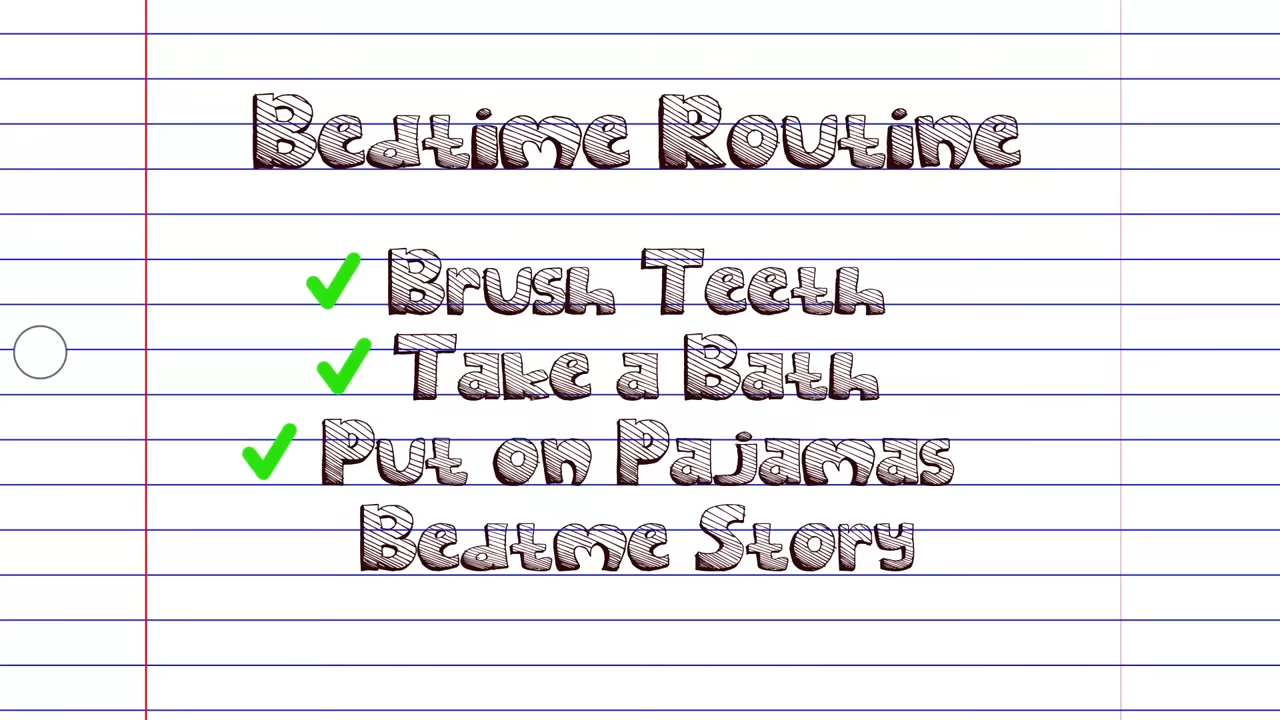 Bedtime Routine
Brush Teeth
Take a Bath
Put on Pajamas
Bedtme Story